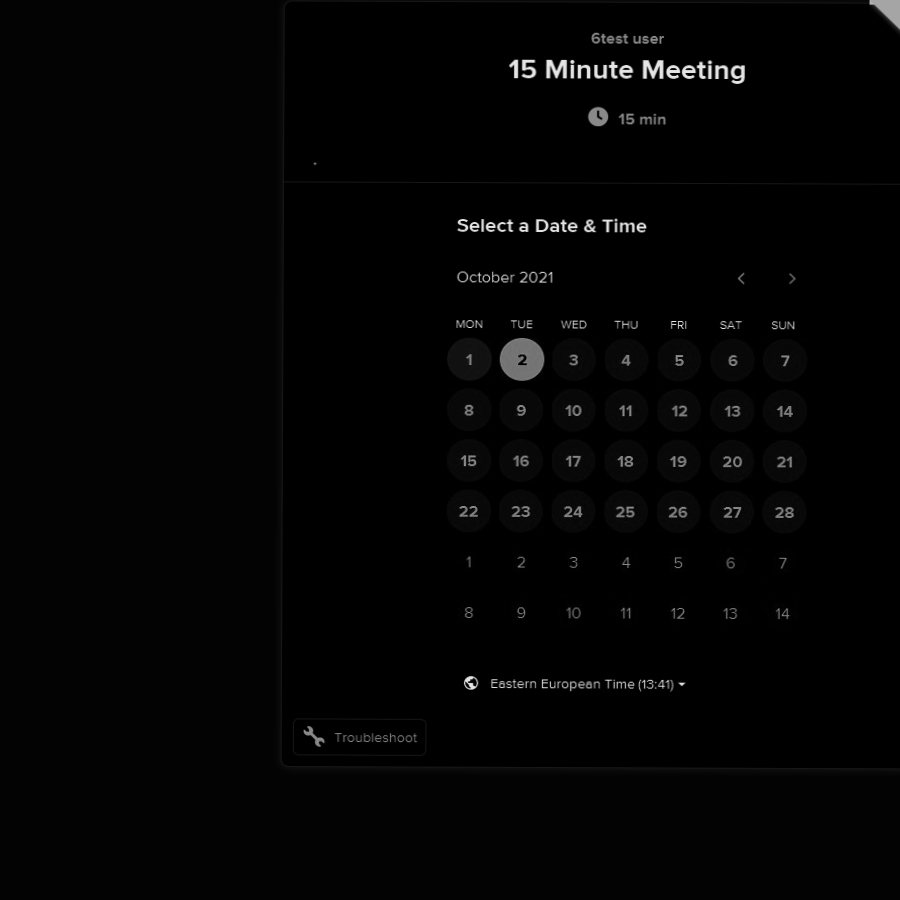 6test user
15 Minute Meeting
15 min
Select a Date & Time
October 2021
MON TUE WED THU FRI SAT SUN
1 2 3 4 5 6 7
8 9 10 11 12 13 14
15 16 17 18 19 20 21
22 23 24 25 26 27 28
1 2 3 4 5 6 7
8 9 10 11 12 13 14
Eastern European Time (13:41)
Troubleshoot